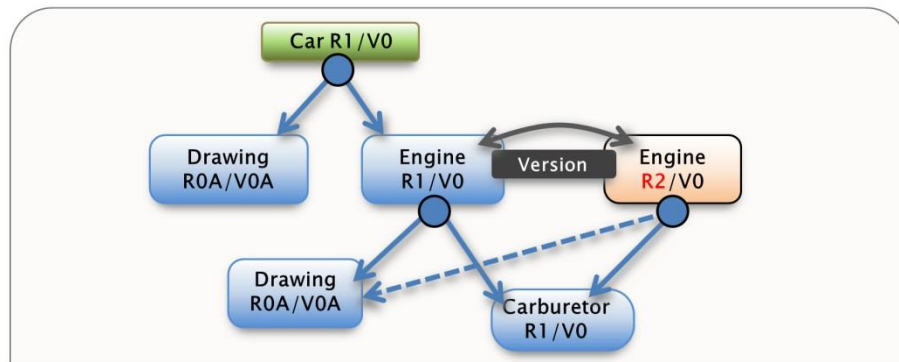 Car R1/V0
Drawing
R0A/V0A
Engine
R1/V0
Version
Engine
R2/V0
Drawing
R0A/V0A
Carburetor
R1/V0